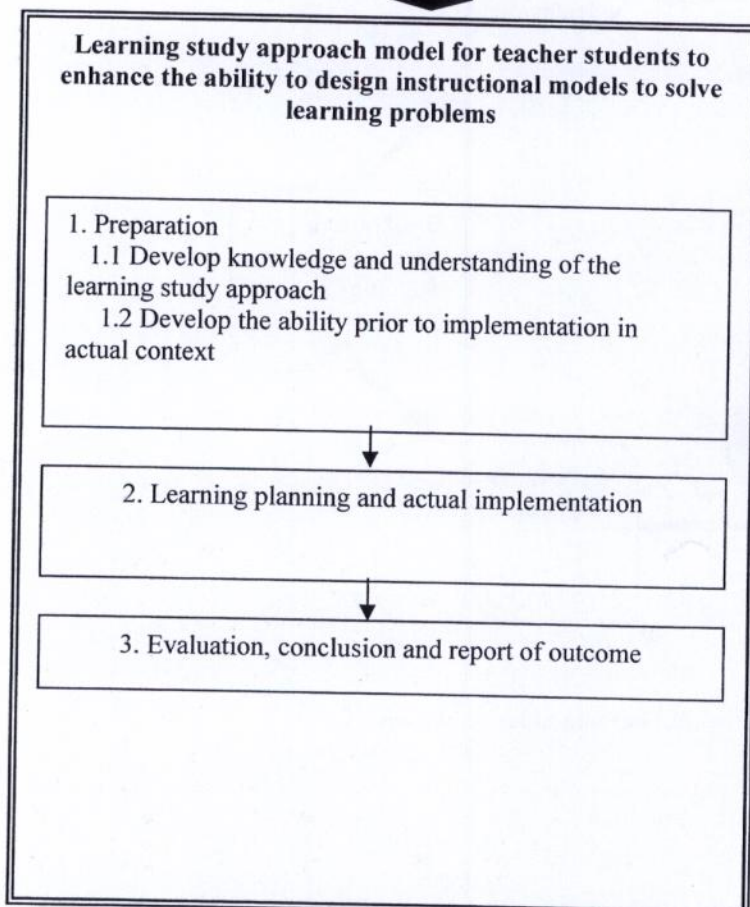 Learning study approach model for teacher students to
enhance the ability to design instructional models to solve
learning problems
1. Preparation
1.1 Develop knowledge and understanding of the
learning study approach
1.2 Develop the ability prior to implementation in
actual context
2. Learning planning and actual implementation
3. Evaluation, conclusion and report of outcome